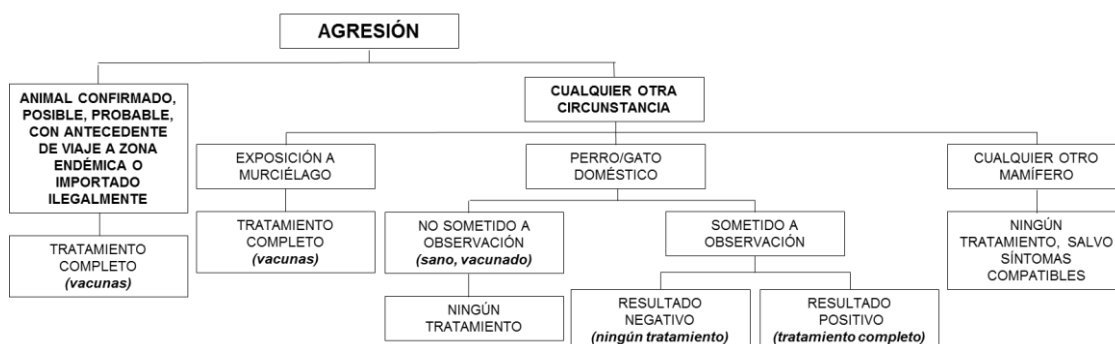 AGRESIÓN
ANIMAL CONFIRMADO,
POSIBLE, PROBABLE,
CON ANTECEDENTE
DE VIAJE A ZONA
ENDÉMICA O
IMPORTADO
ILEGALMENTE
TRATAMIENTO
COMPLETO
(vacunas)
CUALQUIER OTRA
CIRCUNSTANCIA
EXPOSICIÓN A
MURCIÉLAGO
TRATAMIENTO
COMPLETO
(vacunas)
PERRO/GATO
DOMÉSTICO
NO SOMETIDO A
OBSERVACIÓN
(sano, vacunado)
NINGÚN
TRATAMIENTO
SOMETIDO A
OBSERVACIÓN
RESULTADO
NEGATIVO
(ningún tratamiento)
RESULTADO
POSITIVO
(tratamiento completo)
CUALQUIER OTRO
MAMÍFERO
NINGÚN
TRATAMIENTO, SALVO
SÍNTOMAS
COMPATIBLES